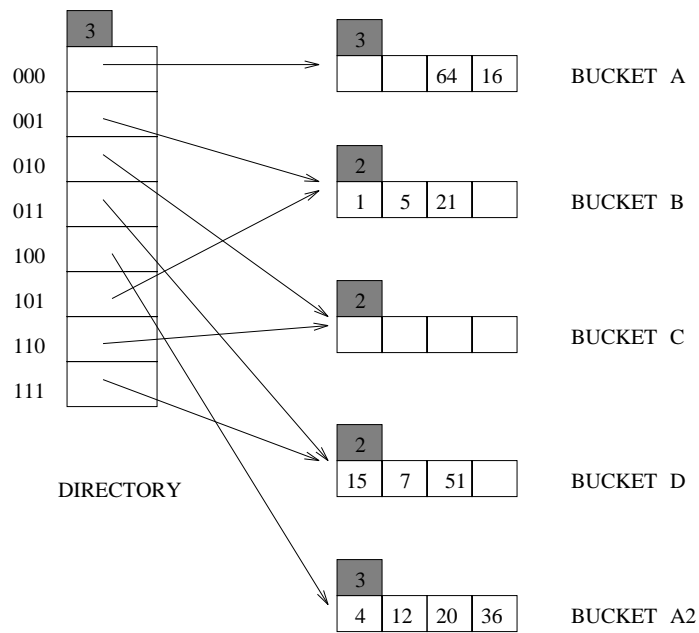 3
000
001
010
011
100
101
110
111
DIRECTORY
3
64 16
BUCKET A
2
1 5 21
BUCKET B
2
BUCKET C
2
15 7 51
BUCKET D
3
4 12 20 36
BUCKET A2